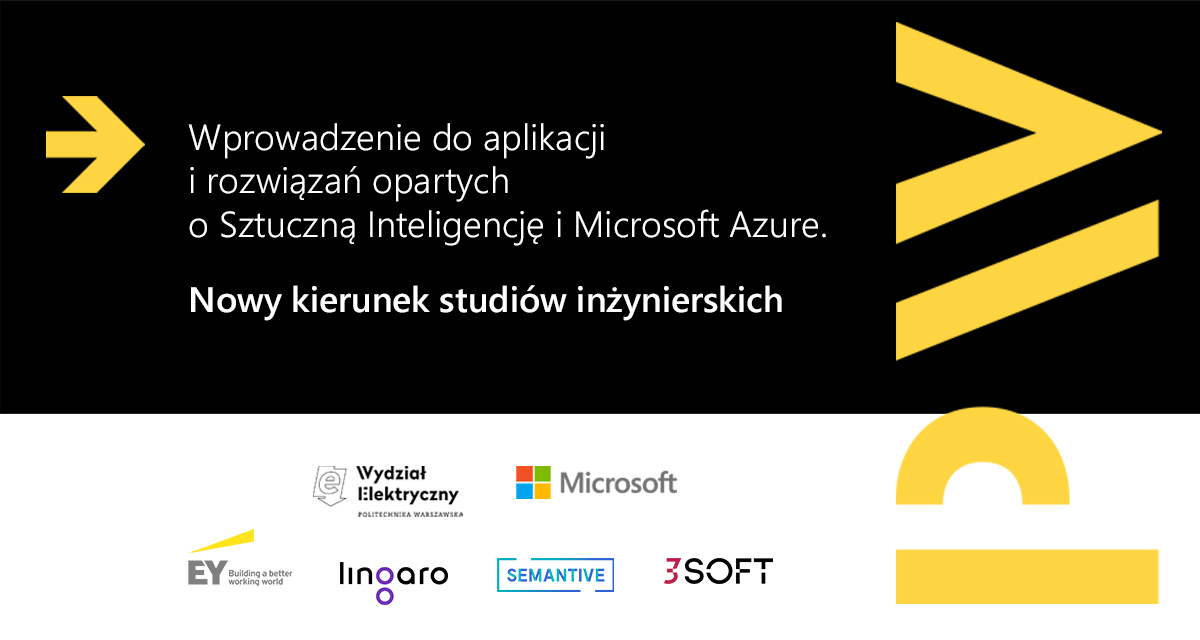 Wprowadzenie do aplikacji
i rozwiązań opartych
o Sztuczną Inteligencję i Microsoft Azure.
Nowy kierunek studiów inżynierskich
Wydział
Elektryczny
POLITECHNIKA WARSZAWSKA
Microsoft
EY Building a better
working world
lingaro
SEMANTIVE
3SOFT